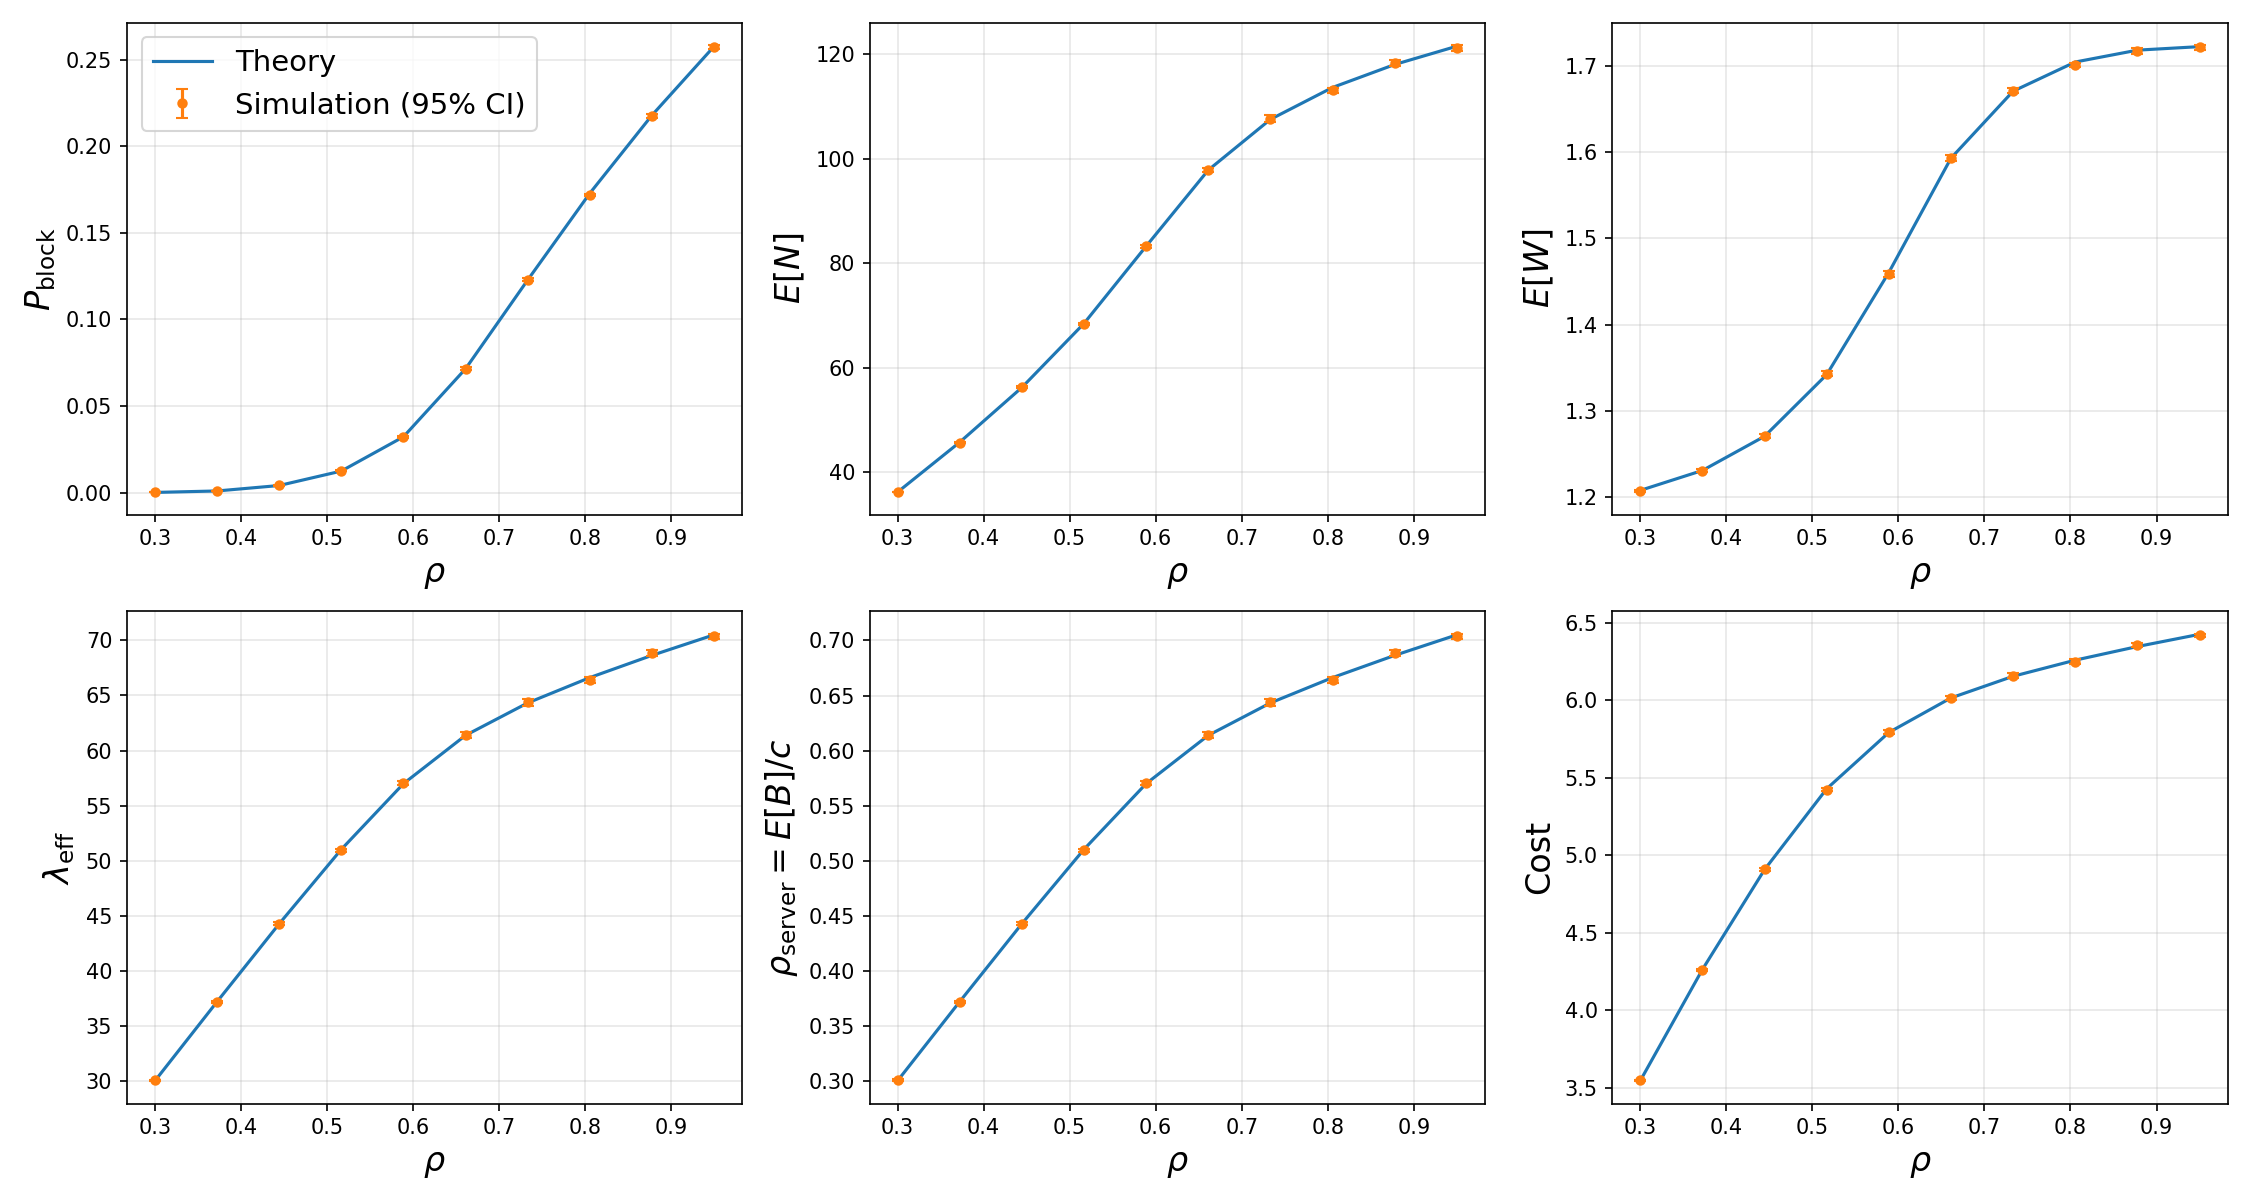 0.25
0.20
0.15
0.10
0.05
0.00
P_block
Theory
Simulation (95% CI)
0.3 0.4 0.5 0.6 0.7 0.8 0.9
ρ
120
100
80
60
40
E[N]
0.3 0.4 0.5 0.6 0.7 0.8 0.9
ρ
1.7
1.6
1.5
1.4
1.3
1.2
E[W]
0.3 0.4 0.5 0.6 0.7 0.8 0.9
ρ
70
65
60
55
50
45
40
35
30
λ_eff
0.3 0.4 0.5 0.6 0.7 0.8 0.9
ρ
0.70
0.65
0.60
0.55
0.50
0.45
0.40
0.35
0.30
ρ_server = E[B]/c
0.3 0.4 0.5 0.6 0.7 0.8 0.9
ρ
6.5
6.0
5.5
5.0
4.5
4.0
3.5
Cost
0.3 0.4 0.5 0.6 0.7 0.8 0.9
ρ